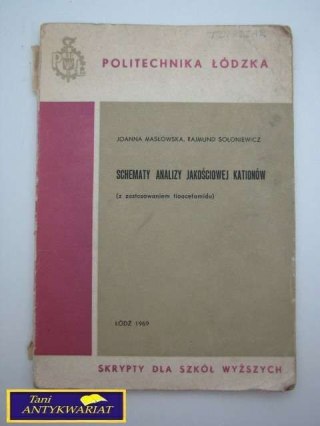 POLITECHNIKA ŁÓDZKA
JOANNA MASŁOWSKA, RAJMUND SOŁONIEWICZ
SCHEMATY ANALIZY JAKOŚCIOWEJ KATIONÓW
(z zastosowaniem tioacetamidu)
ŁÓDŹ 1969
SKRYPTY DLA SZKÓŁ WYŻSZYCH
Tani
ANTYKWARIAT